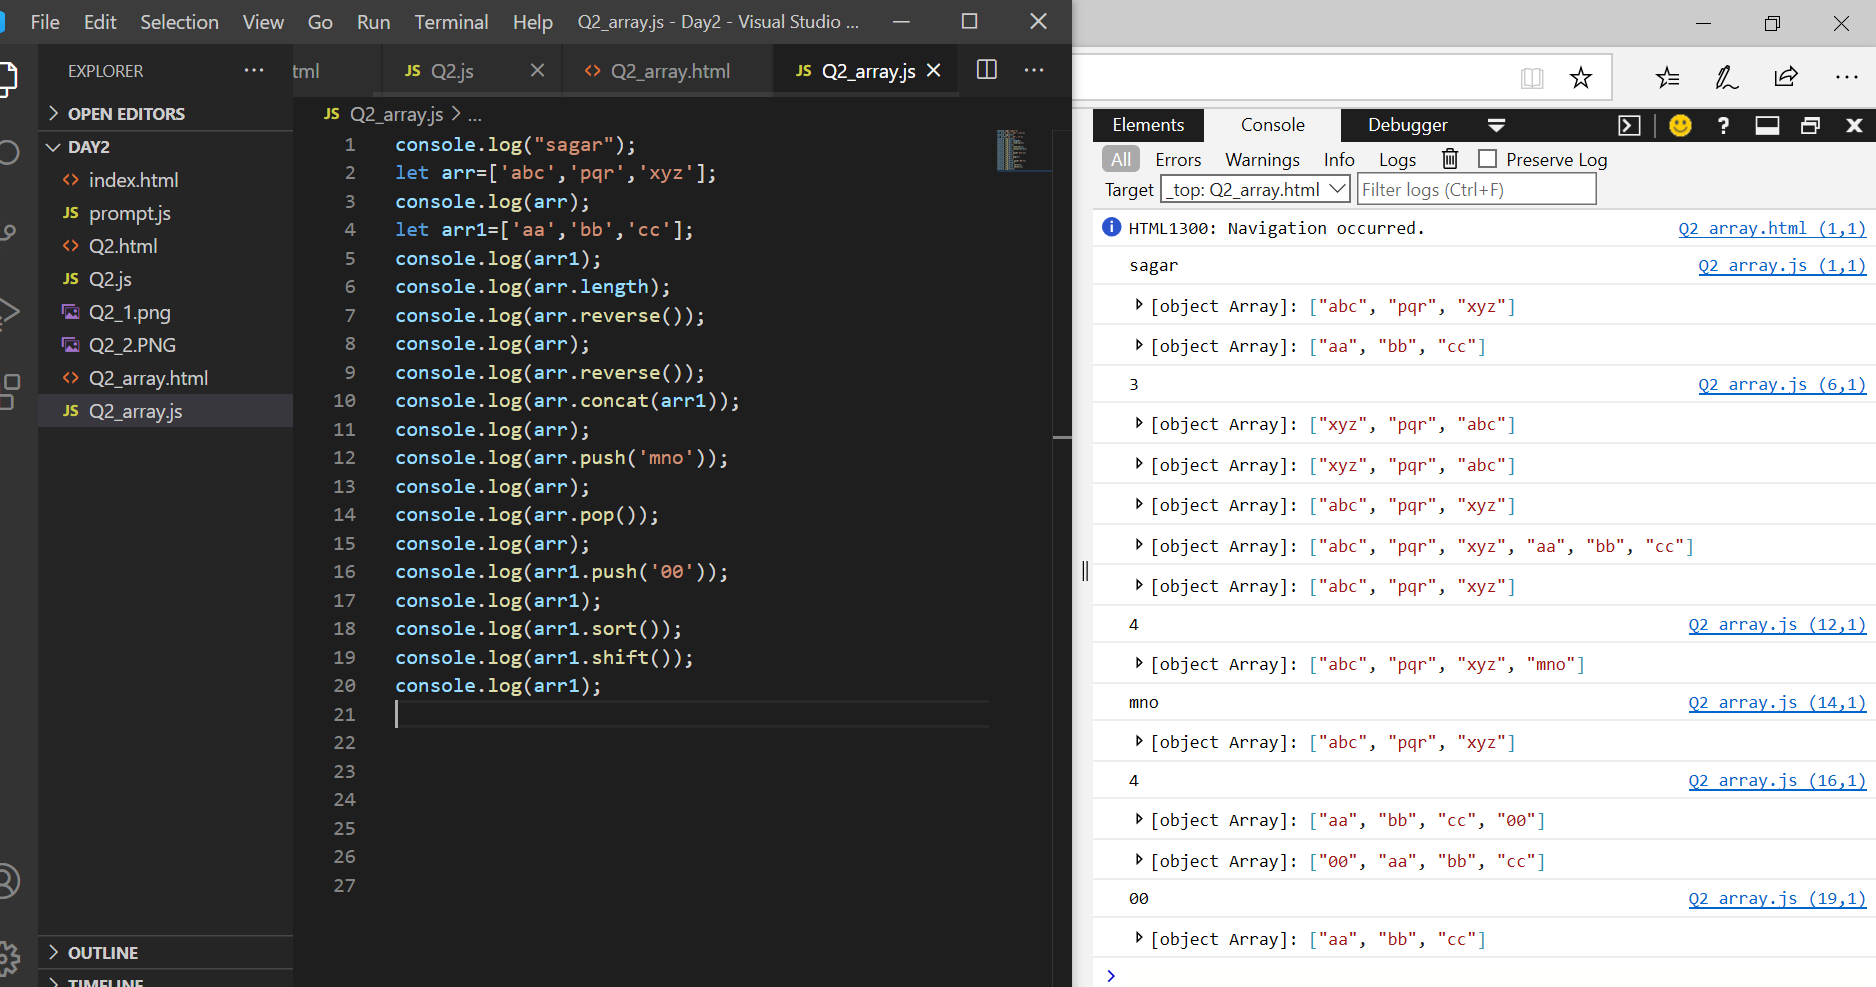 File Edit Selection View Go Run Terminal Help Q2_array.js - Day2 - Visual Studio ...
EXPLORER ...
tml JS Q2.js <> Q2_array.html JS Q2_array.js ...
OPEN EDITORS
DAY2
<> index.html
JS prompt.js
<> Q2.html
JS Q2.js
Q2_1.png
Q2_2.PNG
<> Q2_array.html
JS Q2_array.js
OUTLINE
TIMELINE
JS Q2_array.js > ...
1 console.log("sagar");
2 let arr=['abc','pqr','xyz'];
3 console.log(arr);
4 let arr1=['aa','bb','cc'];
5 console.log(arr1);
6 console.log(arr.length);
7 console.log(arr.reverse());
8 console.log(arr);
9 console.log(arr.reverse());
10 console.log(arr.concat(arr1));
11 console.log(arr);
12 console.log(arr.push('mno'));
13 console.log(arr);
14 console.log(arr.pop());
15 console.log(arr);
16 console.log(arr1.push('00'));
17 console.log(arr1);
18 console.log(arr1.sort());
19 console.log(arr1.shift());
20 console.log(arr1);
21
22
23
24
25
26
27
Elements Console Debugger ?
All Errors Warnings Info Logs Preserve Log
Target _top: Q2_array.html Filter logs (Ctrl+F)
HTML1300: Navigation occurred. Q2_array.html (1,1)
sagar Q2_array.js (1,1)
[object Array]: ["abc", "pqr", "xyz"]
[object Array]: ["aa", "bb", "cc"]
3 Q2_array.js (6,1)
[object Array]: ["xyz", "pqr", "abc"]
[object Array]: ["xyz", "pqr", "abc"]
[object Array]: ["abc", "pqr", "xyz"]
[object Array]: ["abc", "pqr", "xyz", "aa", "bb", "cc"]
[object Array]: ["abc", "pqr", "xyz"]
4 Q2_array.js (12,1)
[object Array]: ["abc", "pqr", "xyz", "mno"]
mno Q2_array.js (14,1)
[object Array]: ["abc", "pqr", "xyz"]
4 Q2_array.js (16,1)
[object Array]: ["aa", "bb", "cc", "00"]
[object Array]: ["00", "aa", "bb", "cc"]
00 Q2_array.js (19,1)
[object Array]: ["aa", "bb", "cc"]
>